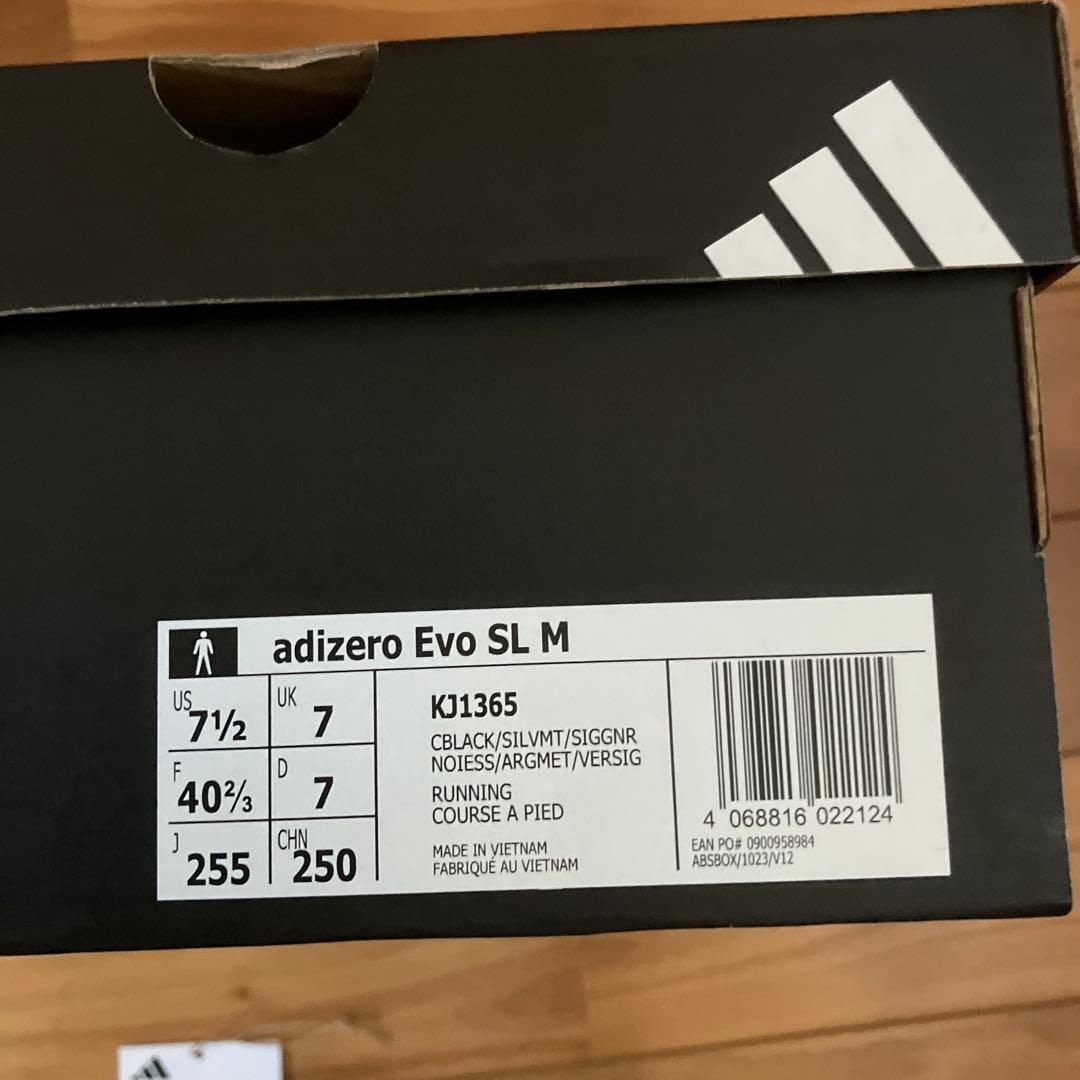 adizero Evo SL M
US 7½
UK 7
F 40⅔
D 7
J 255
CHN 250
KJ1365
CBLACK/SILVMT/SIGGNR
NOIESS/ARGMET/VERSIG
RUNNING
COURSE A PIED
MADE IN VIETNAM
FABRIQUÉ AU VIETNAM
4 068816 022124
EAN PO# 0900958984
ABSBOX/1023/V12